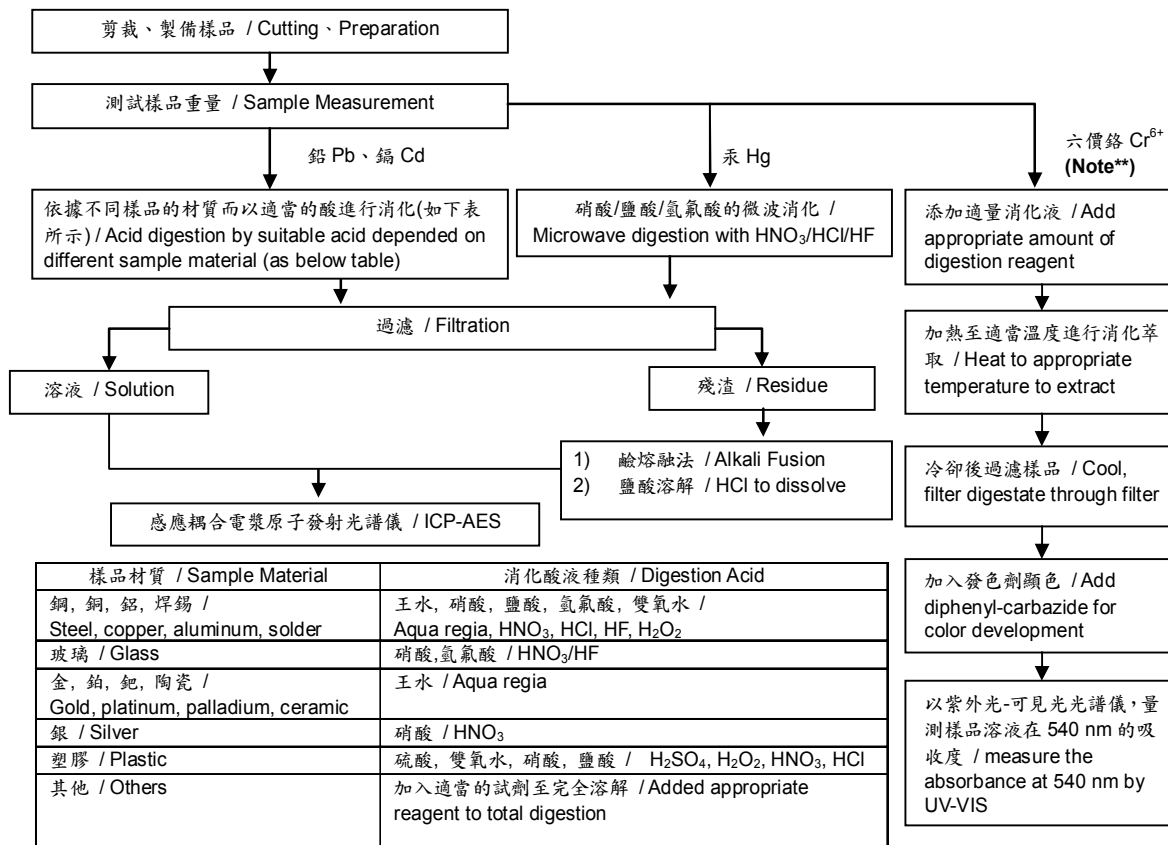 剪裁、製備樣品 / Cutting、Preparation
測試樣品重量 / Sample Measurement
鉛 Pb、鎘 Cd
汞 Hg
六價鉻 Cr⁶⁺
(Note**)
依據不同樣品的材質而以適當的酸進行消化(如下表
所示) / Acid digestion by suitable acid depended on
different sample material (as below table)
硝酸/鹽酸/氫氟酸的微波消化 /
Microwave digestion with HNO₃/HCl/HF
添加適量消化液 / Add
appropriate amount of
digestion reagent
過濾 / Filtration
加熱至適當溫度進行消化萃
取 / Heat to appropriate
temperature to extract
溶液 / Solution
殘渣 / Residue
1) 鹼熔融法 / Alkali Fusion
2) 鹽酸溶解 / HCl to dissolve
冷卻後過濾樣品 / Cool,
filter digestate through filter
感應耦合電漿原子發射光譜儀 / ICP-AES
加入發色劑顯色 / Add
diphenyl-carbazide for
color development
以紫外光-可見光光譜儀,量
測樣品溶液在 540 nm 的吸
收度 / measure the
absorbance at 540 nm by
UV-VIS
樣品材質 / Sample Material
消化酸液種類 / Digestion Acid
鋼, 銅, 鋁, 焊錫 /
Steel, copper, aluminum, solder
王水, 硝酸, 鹽酸, 氫氟酸, 雙氧水 /
Aqua regia, HNO₃, HCl, HF, H₂O₂
玻璃 / Glass
硝酸,氫氟酸 / HNO₃/HF
金, 鉑, 鈀, 陶瓷 /
Gold, platinum, palladium, ceramic
王水 / Aqua regia
銀 / Silver
硝酸 / HNO₃
塑膠 / Plastic
硫酸, 雙氧水, 硝酸, 鹽酸 / H₂SO₄, H₂O₂, HNO₃, HCl
其他 / Others
加入適當的試劑至完全溶解 / Added appropriate
reagent to total digestion